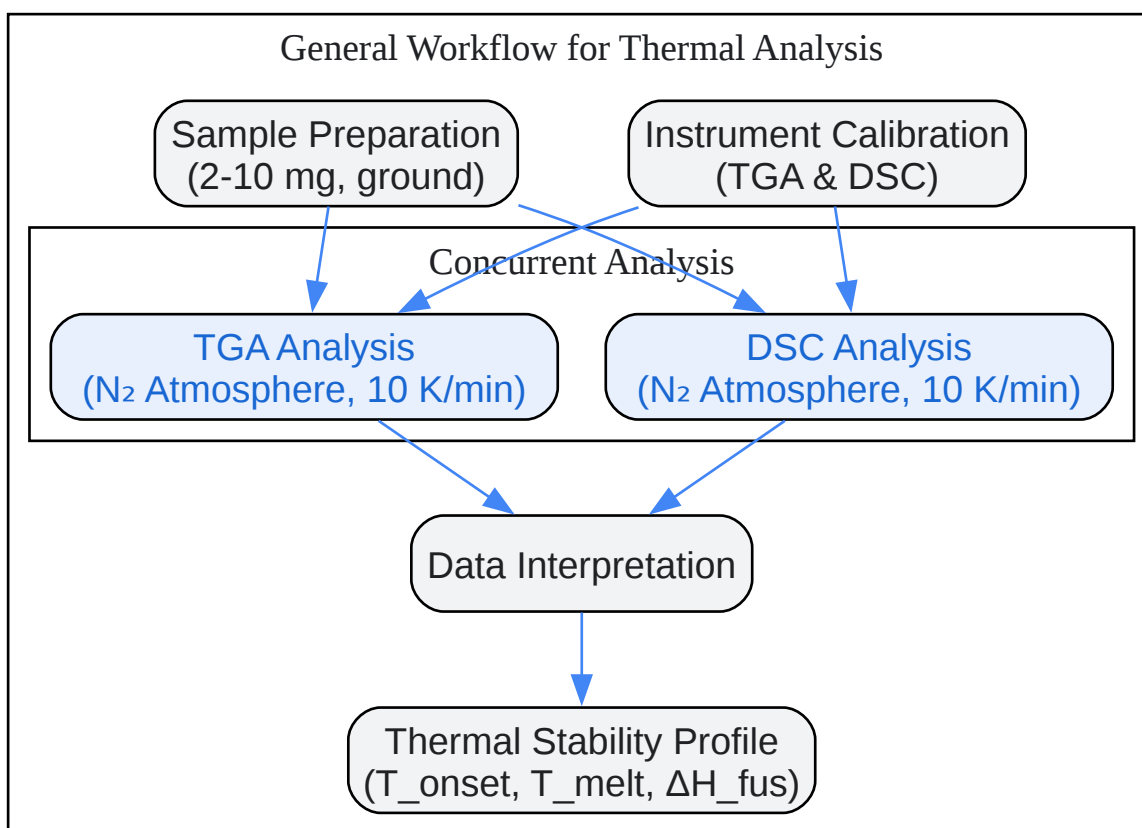 General Workflow for Thermal Analysis
Sample Preparation
(2-10 mg, ground)
Instrument Calibration
(TGA & DSC)
Concurrent Analysis
TGA Analysis
(N₂ Atmosphere, 10 K/min)
DSC Analysis
(N₂ Atmosphere, 10 K/min)
Data Interpretation
Thermal Stability Profile
(T_onset, T_melt, ΔH_fus)